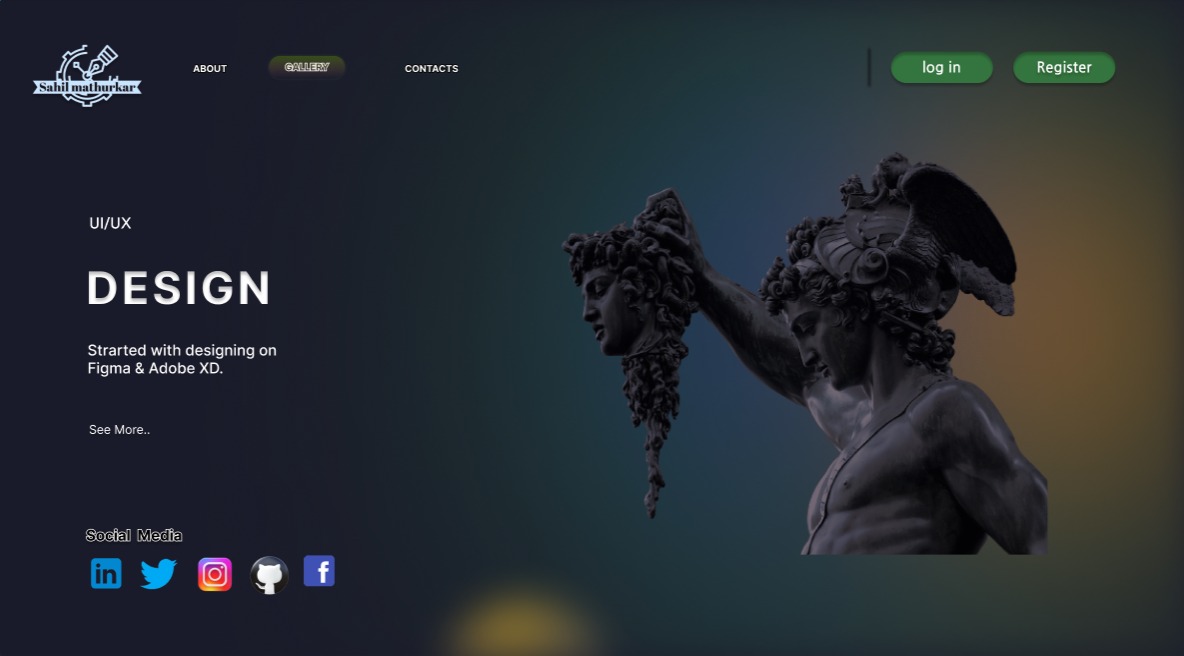 Sahil mathurkar
ABOUT
GALLERY
CONTACTS
log in
Register
UI/UX
DESIGN
Strarted with designing on
Figma & Adobe XD.
See More..
Social Media
in
f